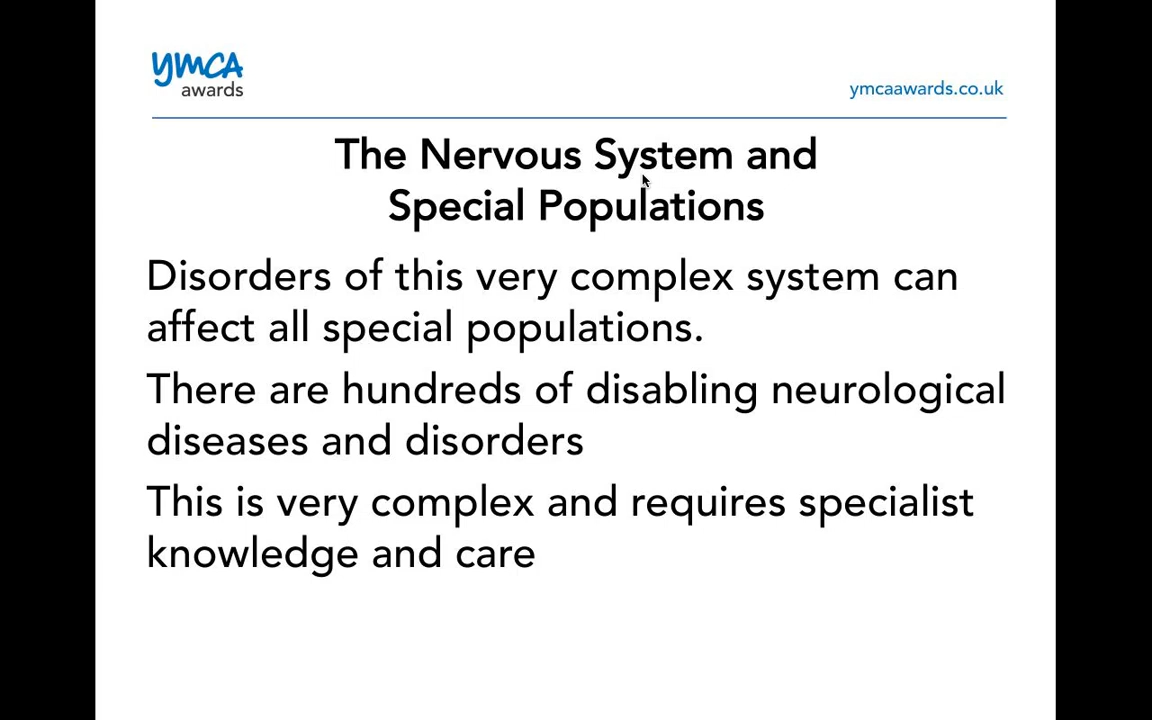 ymca
awards
ymcaawards.co.uk
The Nervous System and
Special Populations
Disorders of this very complex system can
affect all special populations.
There are hundreds of disabling neurological
diseases and disorders
This is very complex and requires specialist
knowledge and care